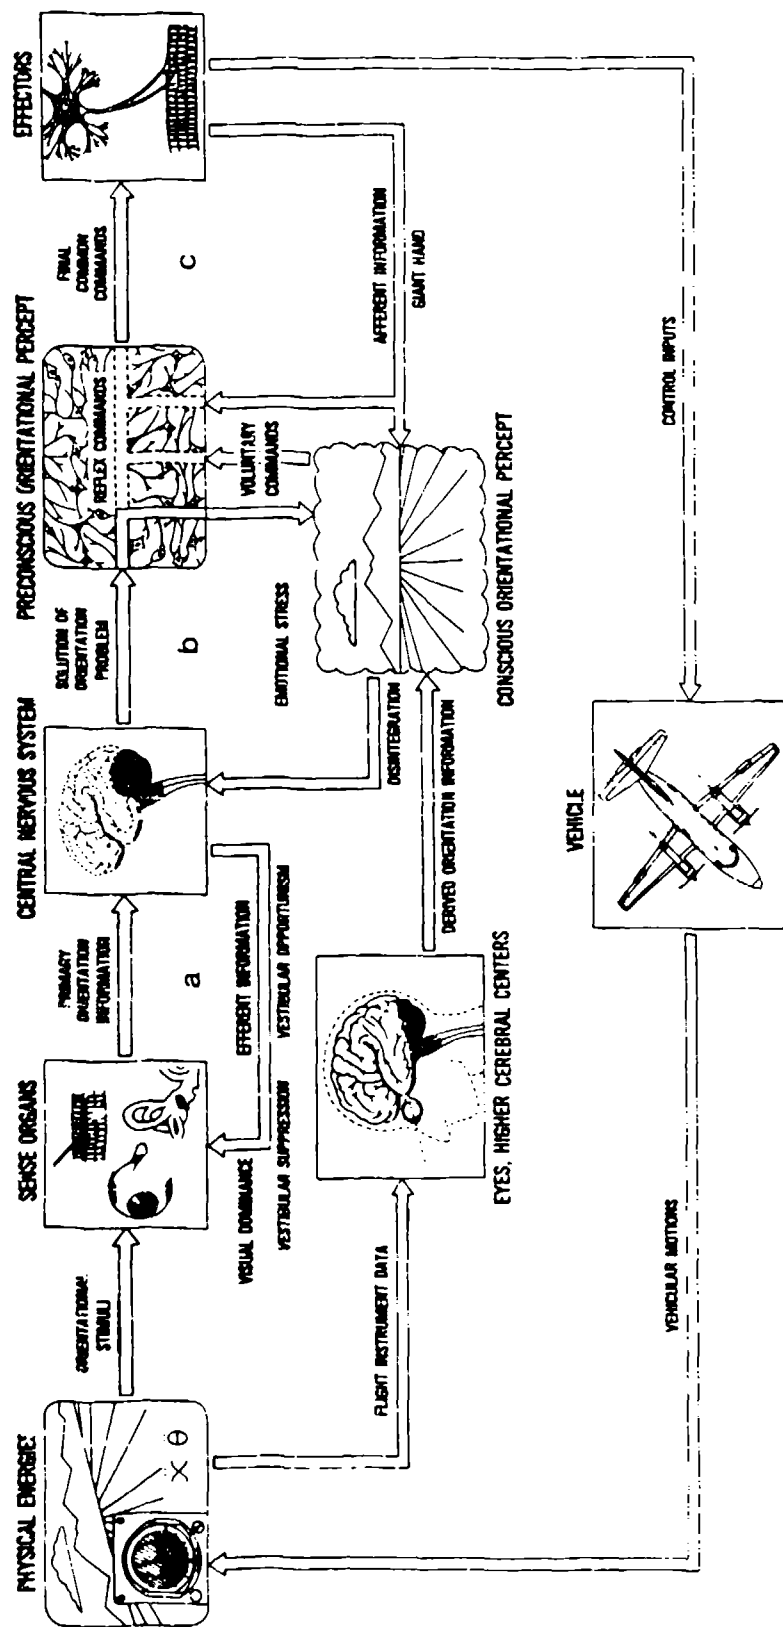 PHYSICAL ENERGIES
X θ
ORIENTATIONAL
STIMULI
SENSE ORGANS
PRIMARY
ORIENTATION
INFORMATION
a
CENTRAL NERVOUS SYSTEM
SOLUTION OF
ORIENTATION
PROBLEM
b
PRECONSCIOUS ORIENTATIONAL PERCEPT
REFLEX COMMANDS
FINAL
COMMON
COMMANDS
c
EFFECTORS
VISUAL DOMINANCE
EFFERENT INFORMATION
VESTIBULAR SUPPRESSION
VESTIBULAR OPPORTUNISM
EMOTIONAL STRESS
DISINTEGRATION
VOLUNTARY
COMMANDS
AFFERENT INFORMATION
GIANT HAND
FLIGHT INSTRUMENT DATA
EYES, HIGHER CEREBRAL CENTERS
DERIVED ORIENTATION INFORMATION
CONSCIOUS ORIENTATIONAL PERCEPT
VEHICULAR MOTIONS
VEHICLE
CONTROL INPUTS